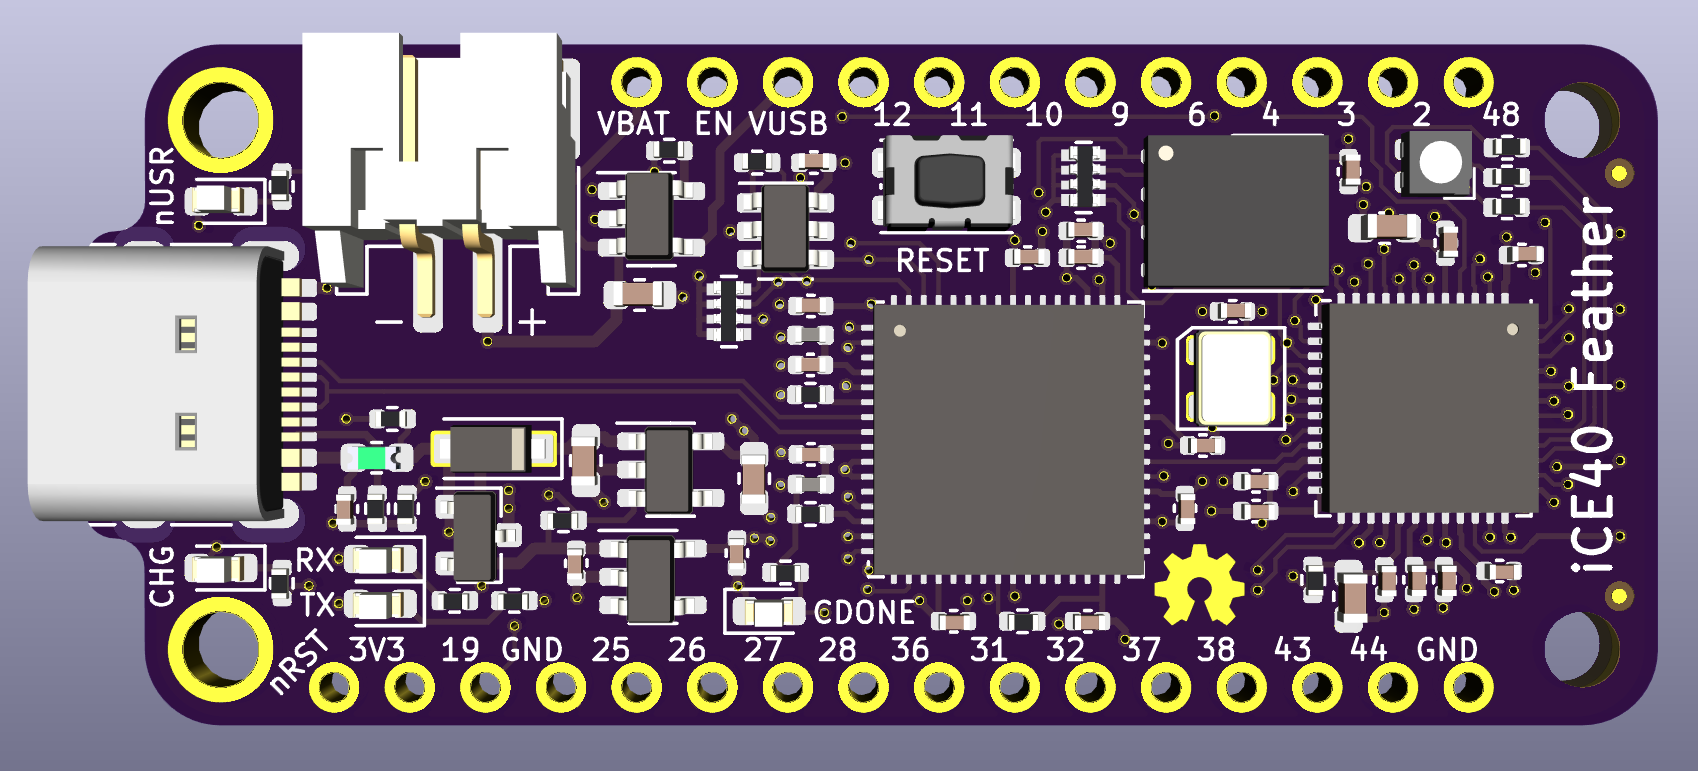 VBAT EN VUSB 12 11 10 9 6 4 3 2 48
nUSR
RESET
− +
iCE40 Feather
CHG
RX
TX
CDONE
nRST 3V3 19 GND 25 26 27 28 36 31 32 37 38 43 44 GND